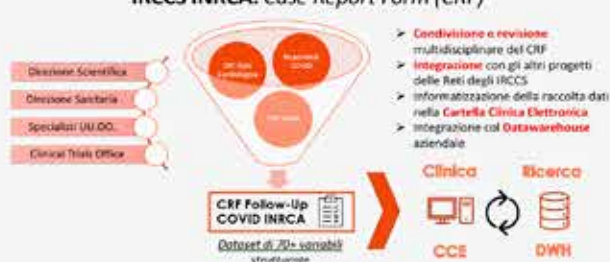 IRCCS INRCA: Case Report Form (CRF)
Direzione Scientifica
Direzione Sanitaria
Specialisti UU.OO.
Clinical Trials Office
CRF Follow-Up
COVID INRCA
Dataset di 70+ variabili
strutturate
➢ Condivisione e revisione
multidisciplinare del CRF
➢ Integrazione con gli altri progetti
delle Reti degli IRCCS
➢ Informatizzazione della raccolta dati
nella Cartella Clinica Elettronica
➢ Integrazione col Datawarehouse
aziendale
Clinica
Ricerca
CCE
DWH